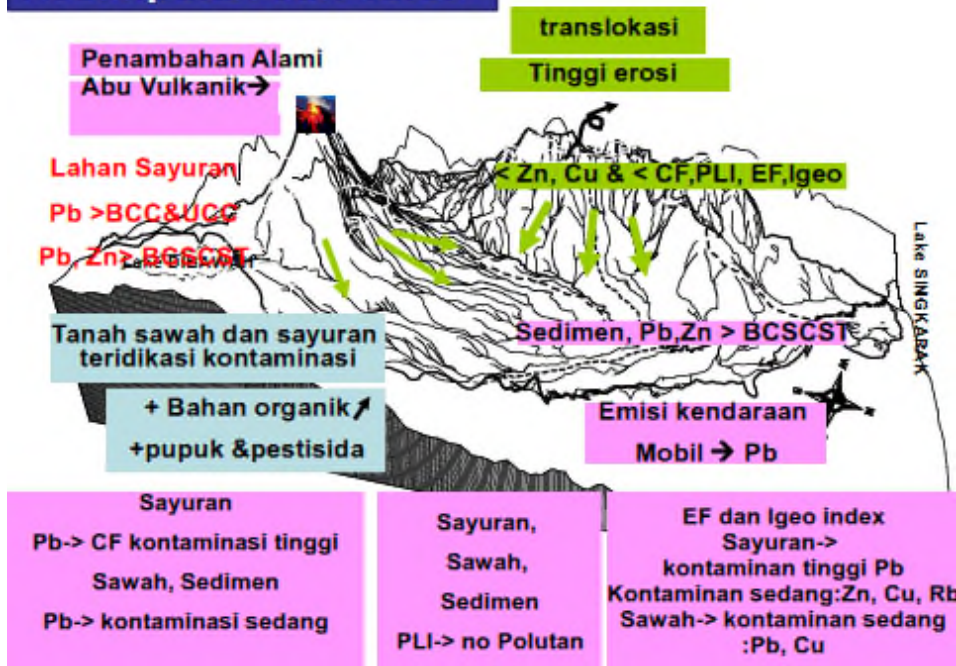 translokasi
Tinggi erosi
Penambahan Alami
Abu Vulkanik→
Lahan Sayuran
Pb >BCC&UCC
Pb, Zn> BCSCST
< Zn, Cu & < CF,PLI, EF,Igeo
Lake
Lake SINGKARAK
Tanah sawah dan sayuran
teridikasi kontaminasi
Sedimen, Pb,Zn > BCSCST
+ Bahan organik↗
+pupuk &pestisida
Emisi kendaraan
Mobil → Pb
Sayuran
Pb-> CF kontaminasi tinggi
Sawah, Sedimen
Pb-> kontaminasi sedang
Sayuran,
Sawah,
Sedimen
PLI-> no Polutan
EF dan Igeo index
Sayuran->
kontaminan tinggi Pb
Kontaminan sedang:Zn, Cu, Rb
Sawah-> kontaminan sedang
:Pb, Cu